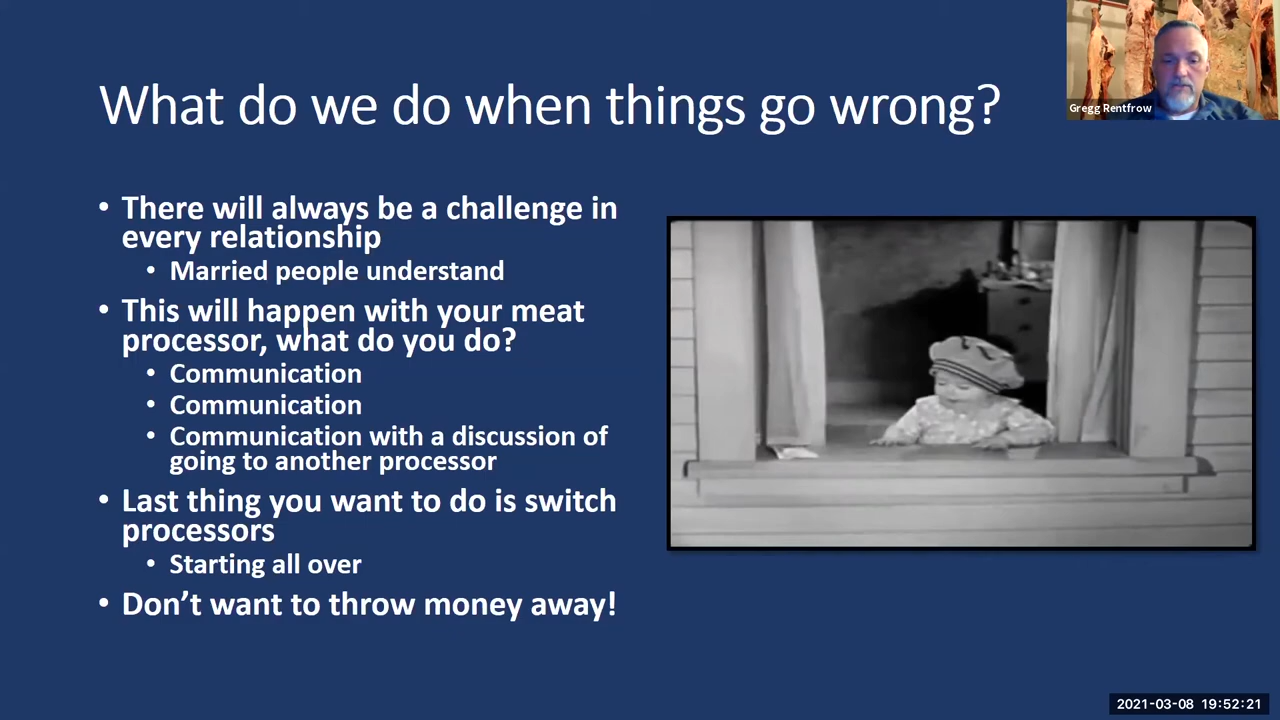 What do we do when things go wrong?
Gregg Rentfrow
• There will always be a challenge in
every relationship
• Married people understand
• This will happen with your meat
processor, what do you do?
• Communication
• Communication
• Communication with a discussion of
going to another processor
• Last thing you want to do is switch
processors
• Starting all over
• Don’t want to throw money away!
2021-03-08 19:52:21